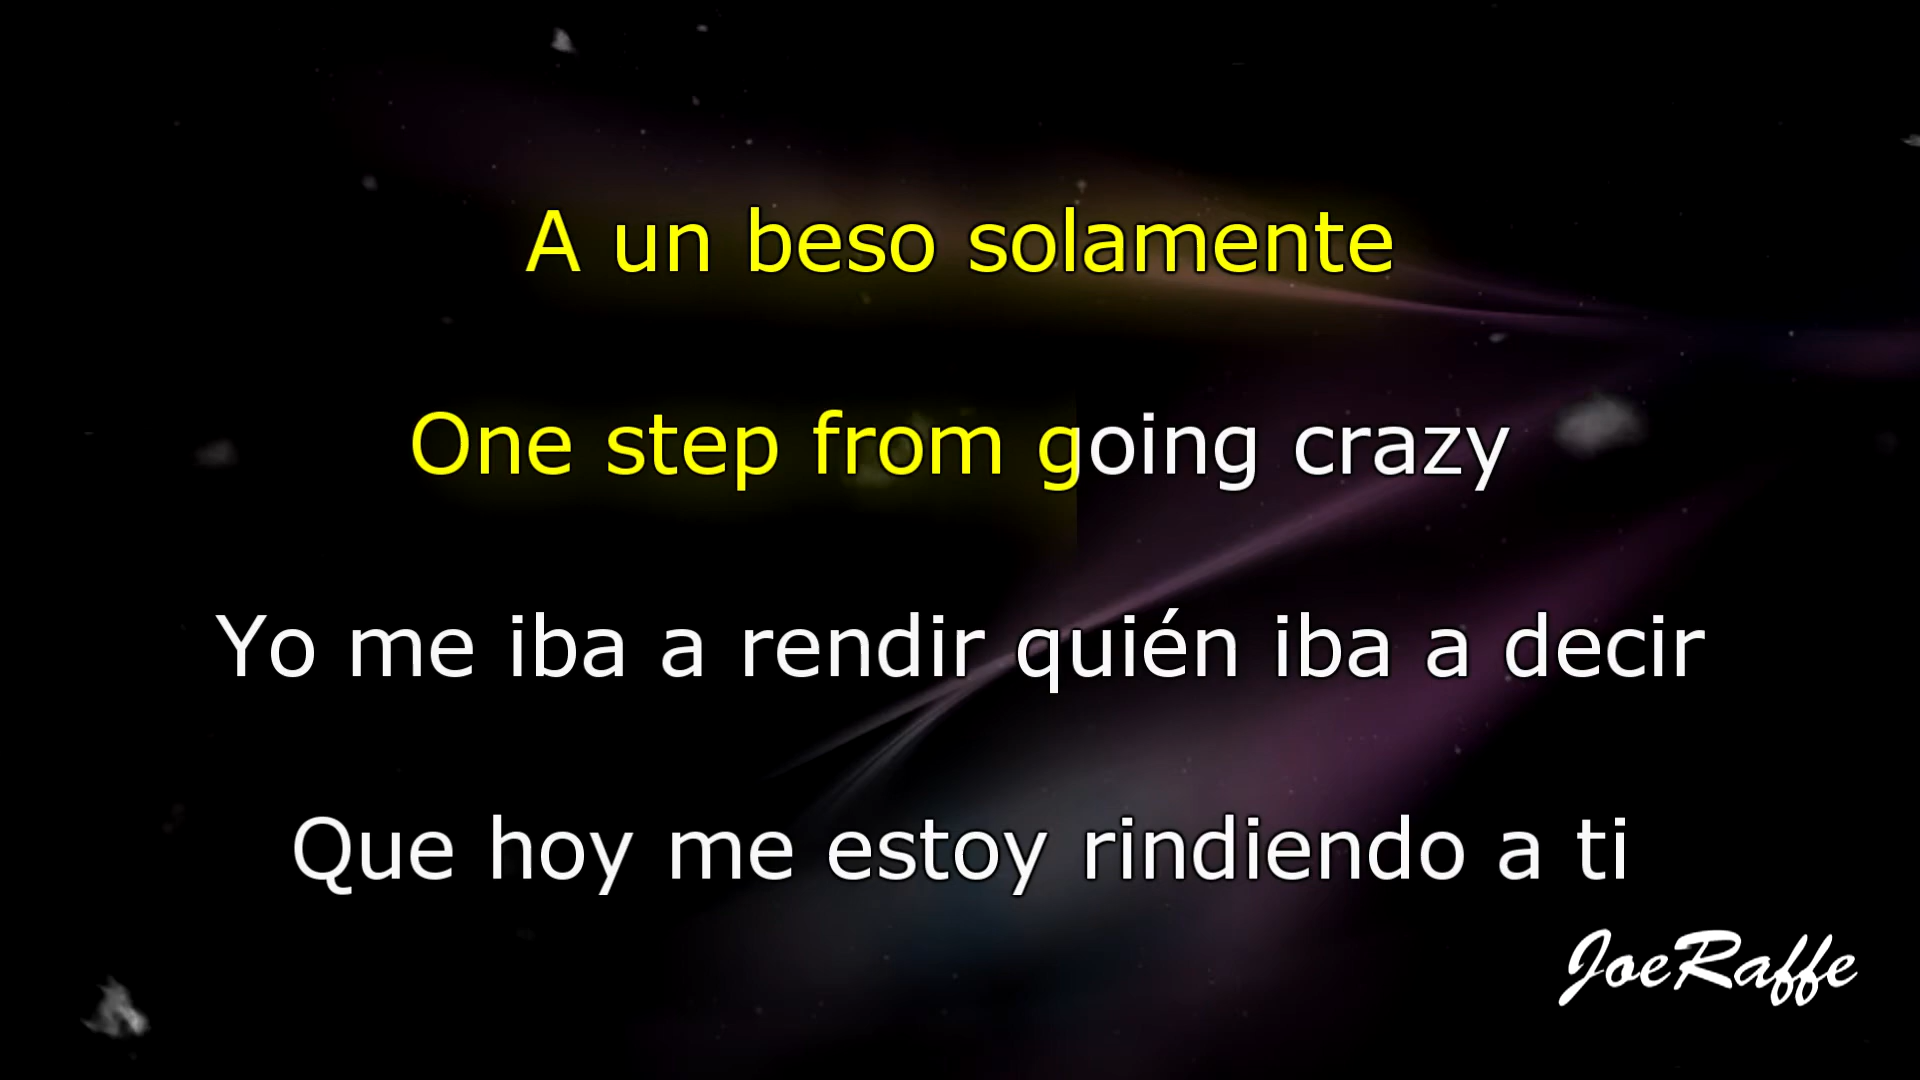 A un beso solamente
One step from going crazy
Yo me iba a rendir quién iba a decir
Que hoy me estoy rindiendo a ti
JoeRaffe